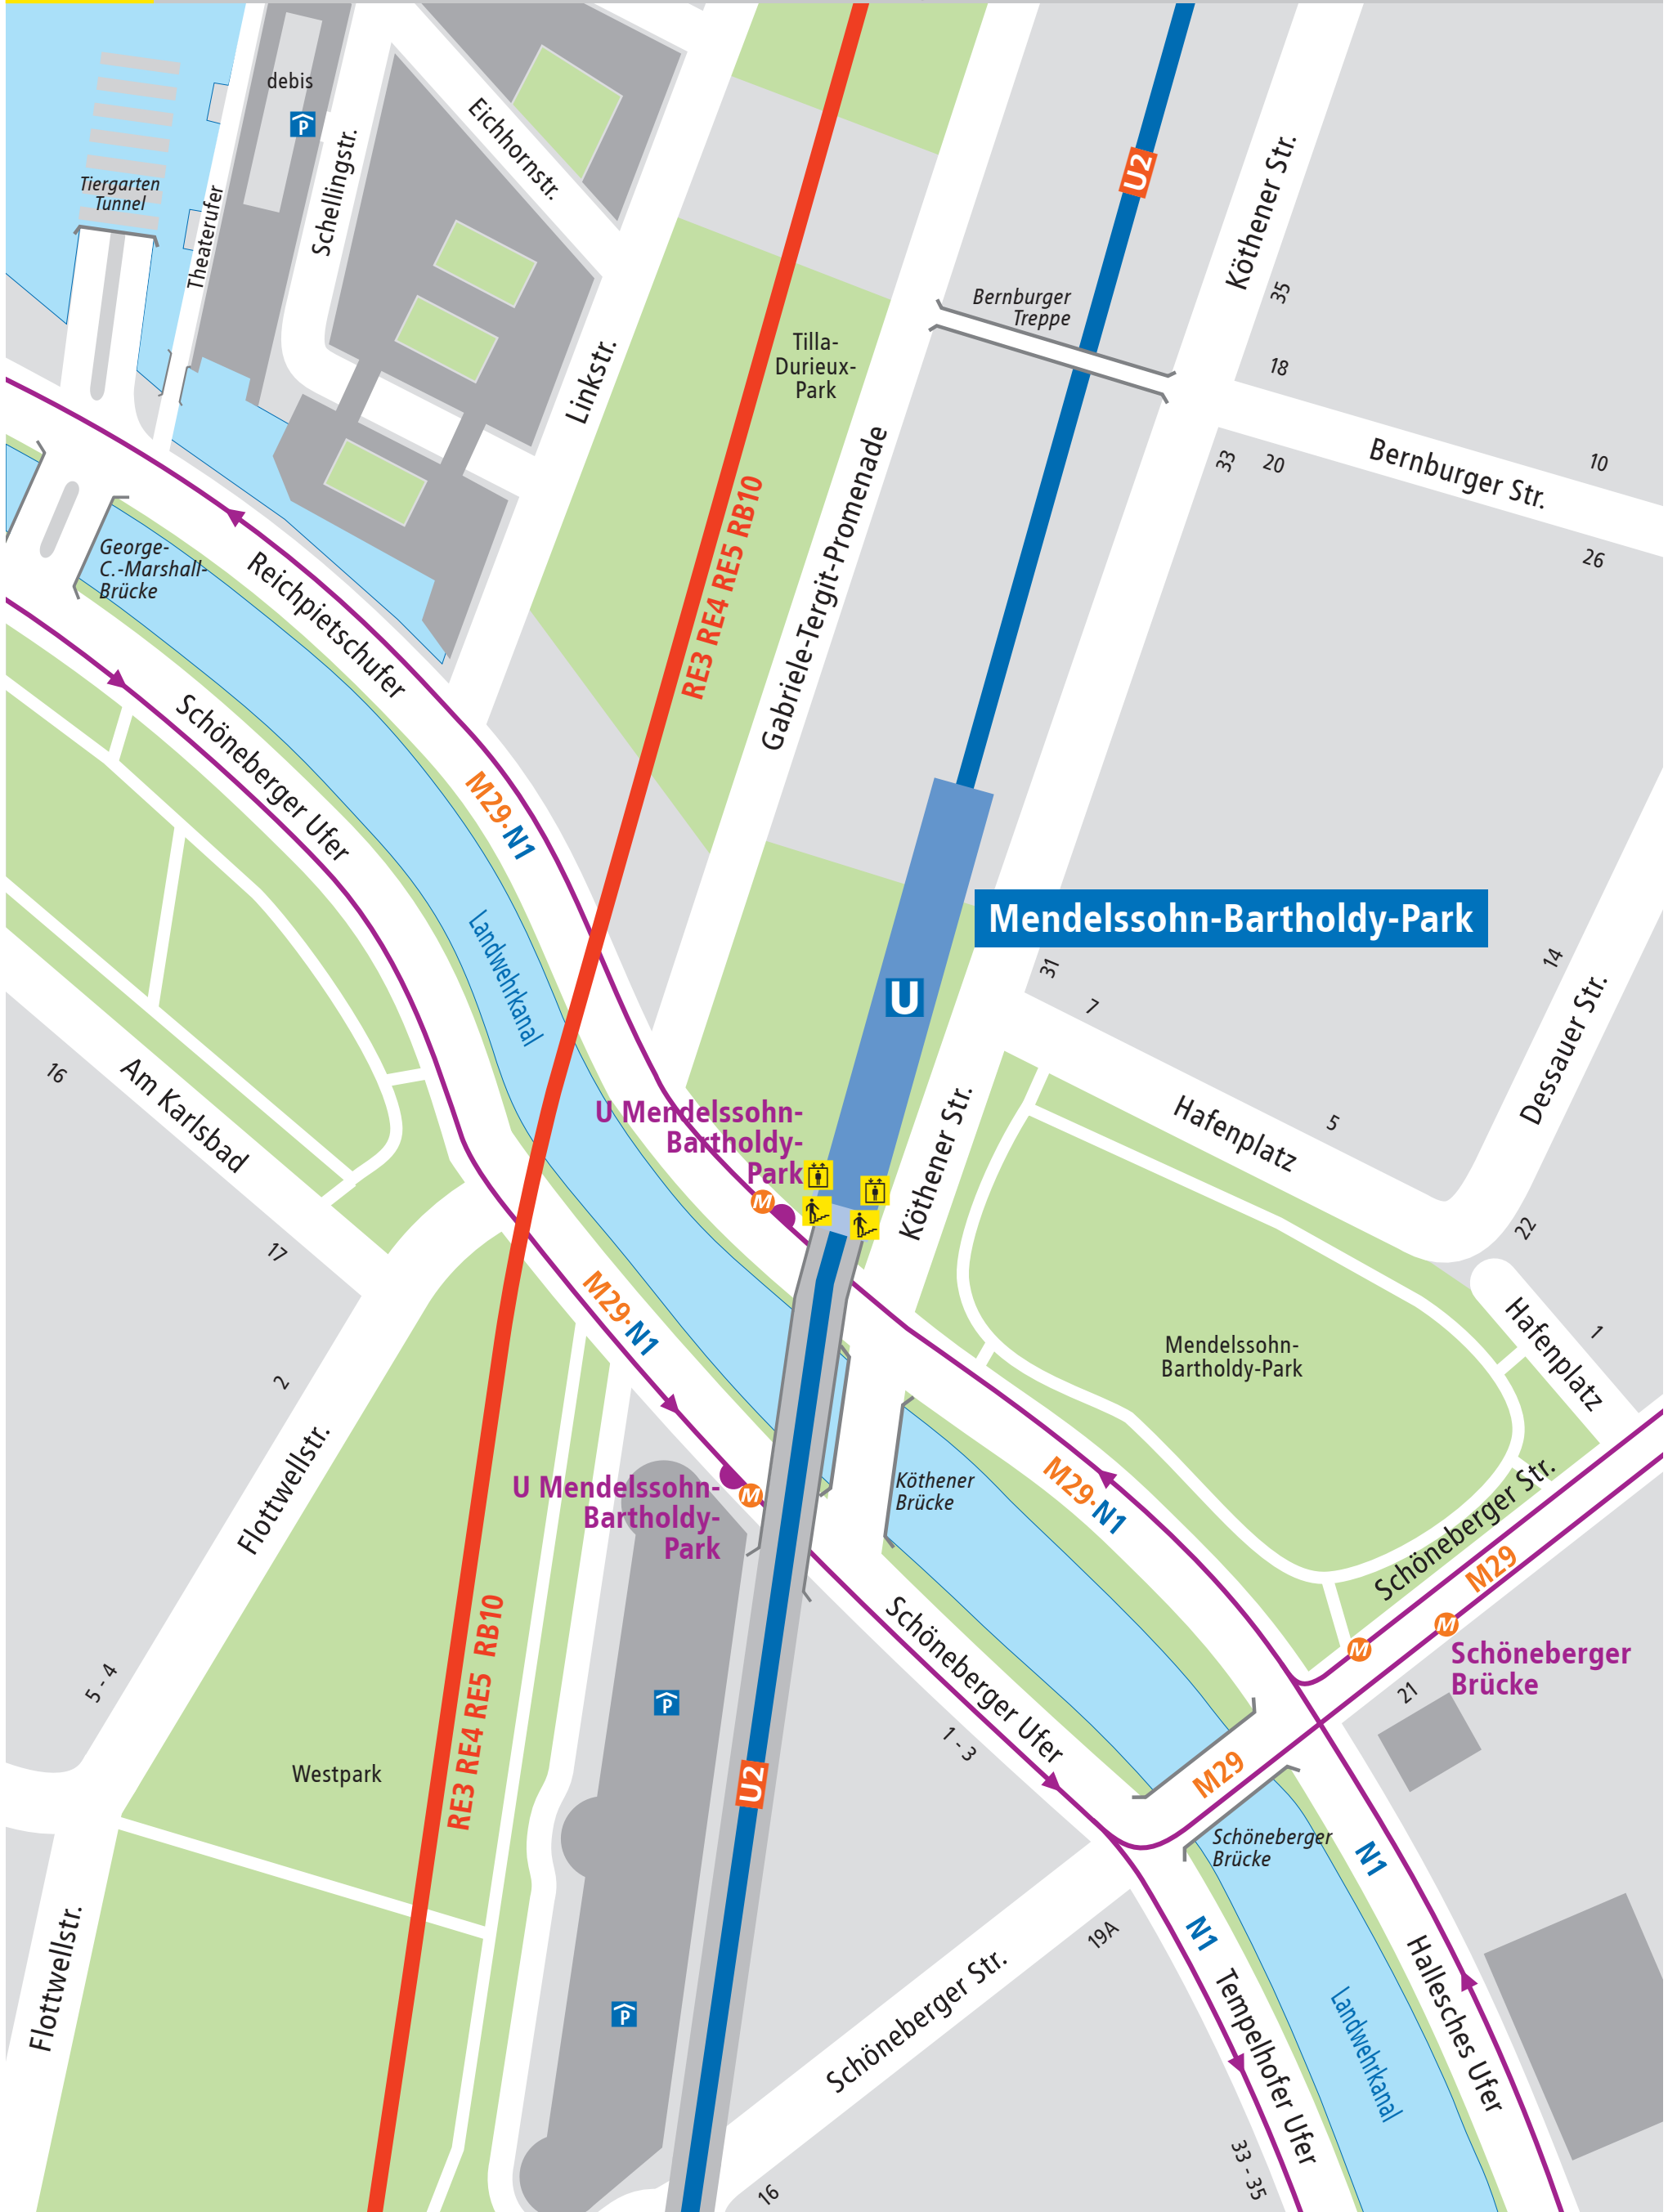 debis
P
Tiergarten
Tunnel
Theaterufer
Schellingstr.
Eichhornstr.
Linkstr.
Tilla-
Durieux-
Park
U2
Köthener Str.
35
Bernburger
Treppe
18
33
20
Bernburger Str.
10
26
RE3 RE4 RE5 RB10
Gabriele-Tergit-Promenade
George-
C.-Marshall-
Brücke
Reichpietschufer
Schöneberger Ufer
M29·N1
Landwehrkanal
Mendelssohn-Bartholdy-Park
U
31
7
14
Dessauer Str.
Hafenplatz
5
22
16
Am Karlsbad
17
U Mendelssohn-
Bartholdy-
Park
M
Köthener Str.
M29·N1
Hafenplatz
1
Mendelssohn-
Bartholdy-Park
2
Flottwellstr.
U Mendelssohn-
Bartholdy-
Park
M
Köthener
Brücke
M29·N1
Schöneberger Str.
M29
M
M
Schöneberger
Brücke
21
5 - 4
RE3 RE4 RE5 RB10
Westpark
P
U2
Schöneberger Ufer
1 - 3
M29
Schöneberger
Brücke
N1
N1
19A
Flottwellstr.
P
Schöneberger Str.
Tempelhofer Ufer
Landwehrkanal
Hallesches Ufer
33 - 35
16